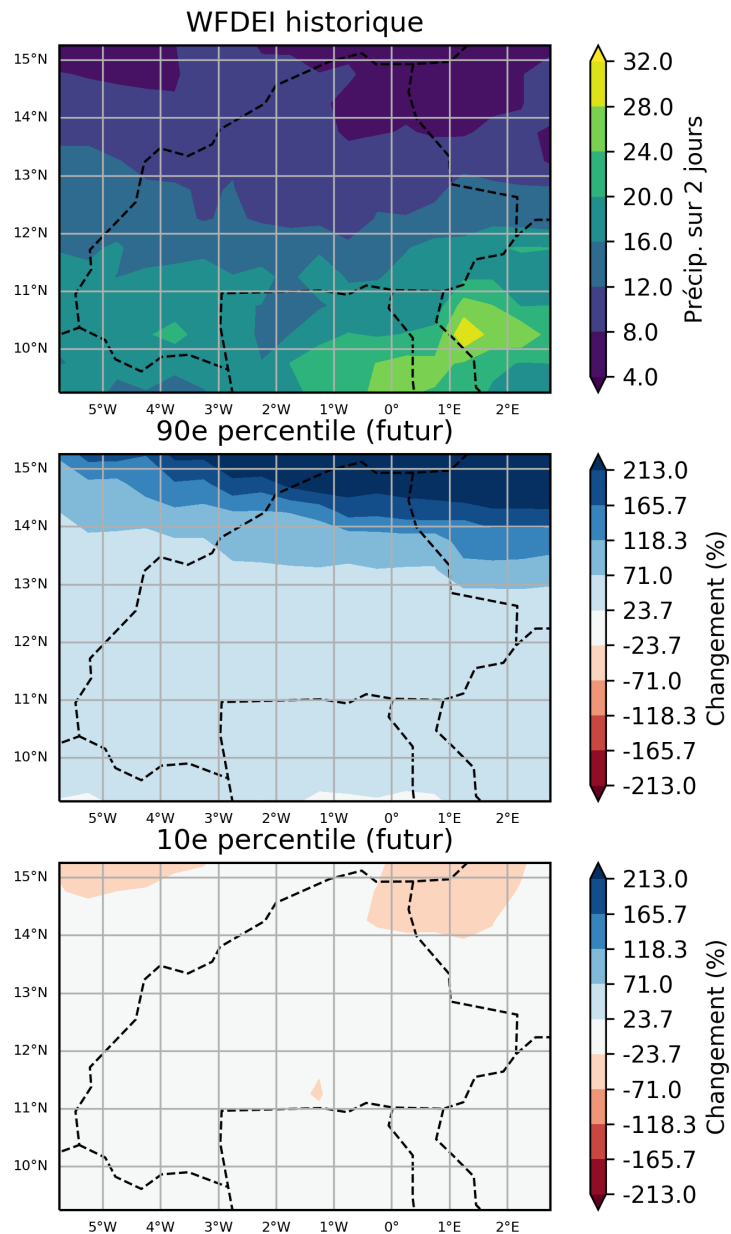 WFDEI historique
15°N
14°N
13°N
12°N
11°N
10°N
5°W 4°W 3°W 2°W 1°W 0° 1°E 2°E
32.0
28.0
24.0
20.0
16.0
12.0
8.0
4.0
Précip. sur 2 jours
90e percentile (futur)
15°N
14°N
13°N
12°N
11°N
10°N
5°W 4°W 3°W 2°W 1°W 0° 1°E 2°E
213.0
165.7
118.3
71.0
23.7
-23.7
-71.0
-118.3
-165.7
-213.0
Changement (%)
10e percentile (futur)
15°N
14°N
13°N
12°N
11°N
10°N
5°W 4°W 3°W 2°W 1°W 0° 1°E 2°E
213.0
165.7
118.3
71.0
23.7
-23.7
-71.0
-118.3
-165.7
-213.0
Changement (%)